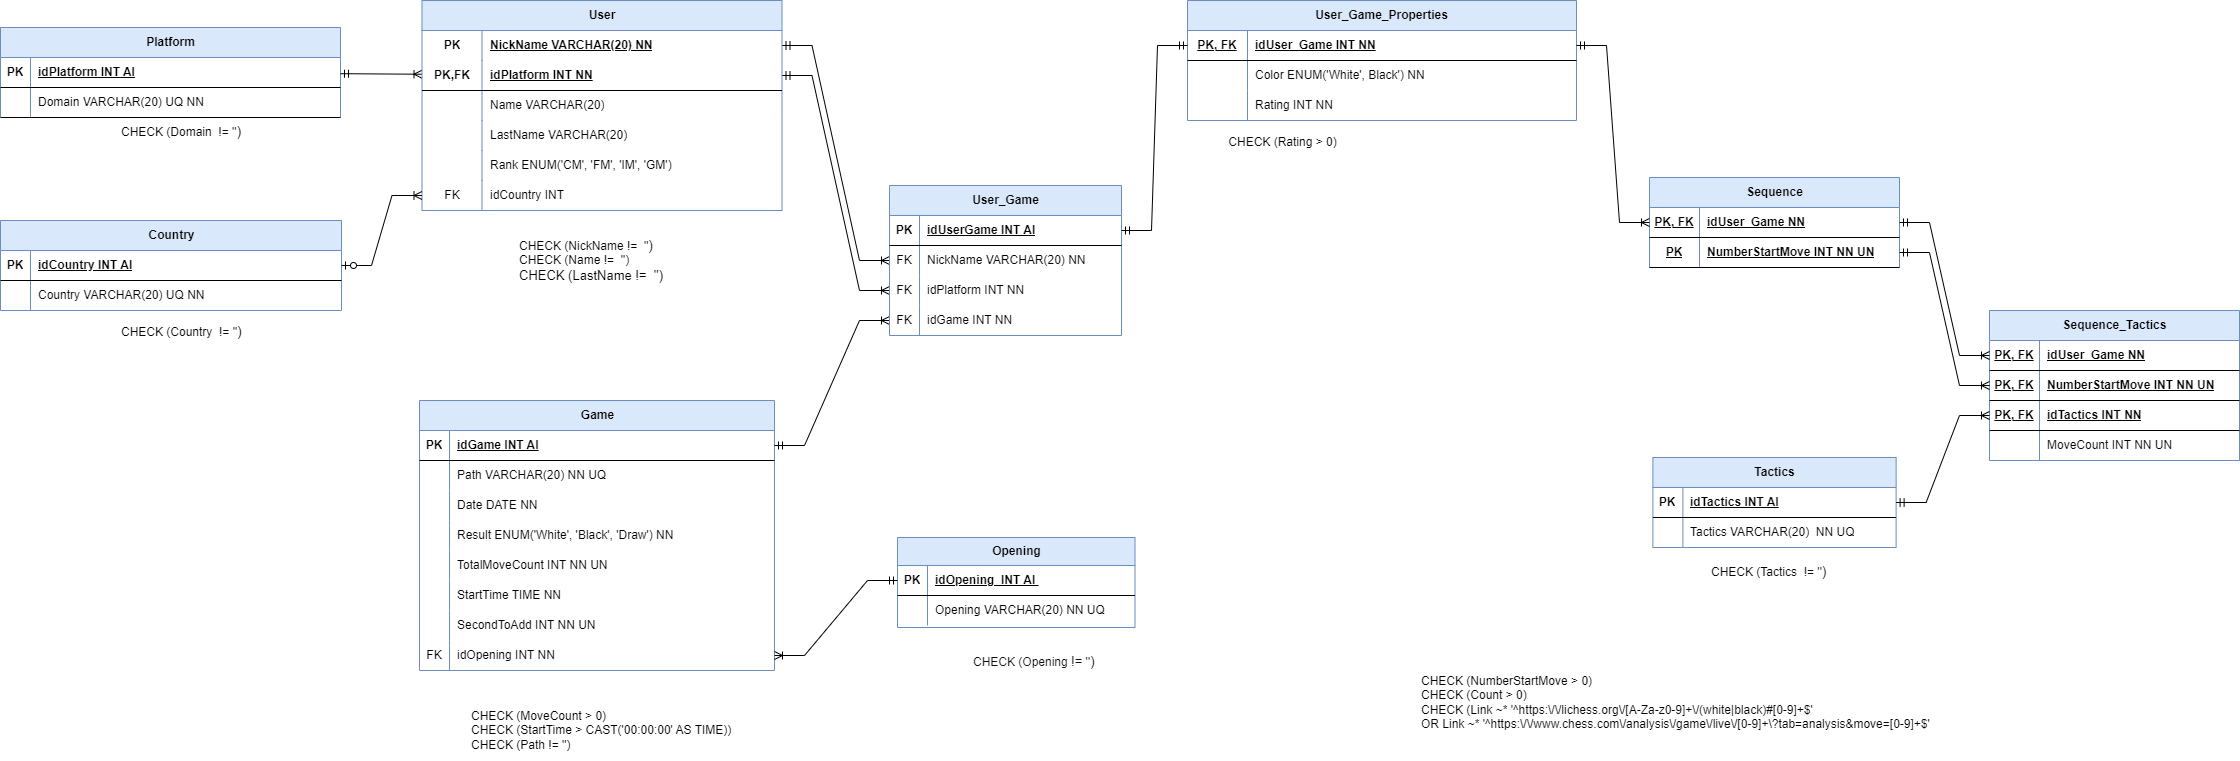 Platform
PK idPlatform INT AI
Domain VARCHAR(20) UQ NN
CHECK (Domain != '')
Country
PK idCountry INT AI
Country VARCHAR(20) UQ NN
CHECK (Country != '')
User
PK NickName VARCHAR(20) NN
PK,FK idPlatform INT NN
Name VARCHAR(20)
LastName VARCHAR(20)
Rank ENUM('CM', 'FM', 'IM', 'GM')
FK idCountry INT
CHECK (NickName != '')
CHECK (Name != '')
CHECK (LastName != '')
Game
PK idGame INT AI
Path VARCHAR(20) NN UQ
Date DATE NN
Result ENUM('White', 'Black', 'Draw') NN
TotalMoveCount INT NN UN
StartTime TIME NN
SecondToAdd INT NN UN
FK idOpening INT NN
CHECK (MoveCount > 0)
CHECK (StartTime > CAST('00:00:00' AS TIME))
CHECK (Path != '')
User_Game
PK idUserGame INT AI
FK NickName VARCHAR(20) NN
FK idPlatform INT NN
FK idGame INT NN
Opening
PK idOpening INT AI
Opening VARCHAR(20) NN UQ
CHECK (Opening != '')
User_Game_Properties
PK, FK idUser_Game INT NN
Color ENUM('White', Black') NN
Rating INT NN
CHECK (Rating > 0)
Sequence
PK, FK idUser_Game NN
PK NumberStartMove INT NN UN
Tactics
PK idTactics INT AI
Tactics VARCHAR(20) NN UQ
CHECK (Tactics != '')
Sequence_Tactics
PK, FK idUser_Game NN
PK, FK NumberStartMove INT NN UN
PK, FK idTactics INT NN
MoveCount INT NN UN
CHECK (NumberStartMove > 0)
CHECK (Count > 0)
CHECK (Link ~* '^https:\/\/lichess.org\/[A-Za-z0-9]+\/(white|black)#[0-9]+$'
OR Link ~* '^https:\/\/www.chess.com\/analysis\/game\/live\/[0-9]+\?tab=analysis&move=[0-9]+$'